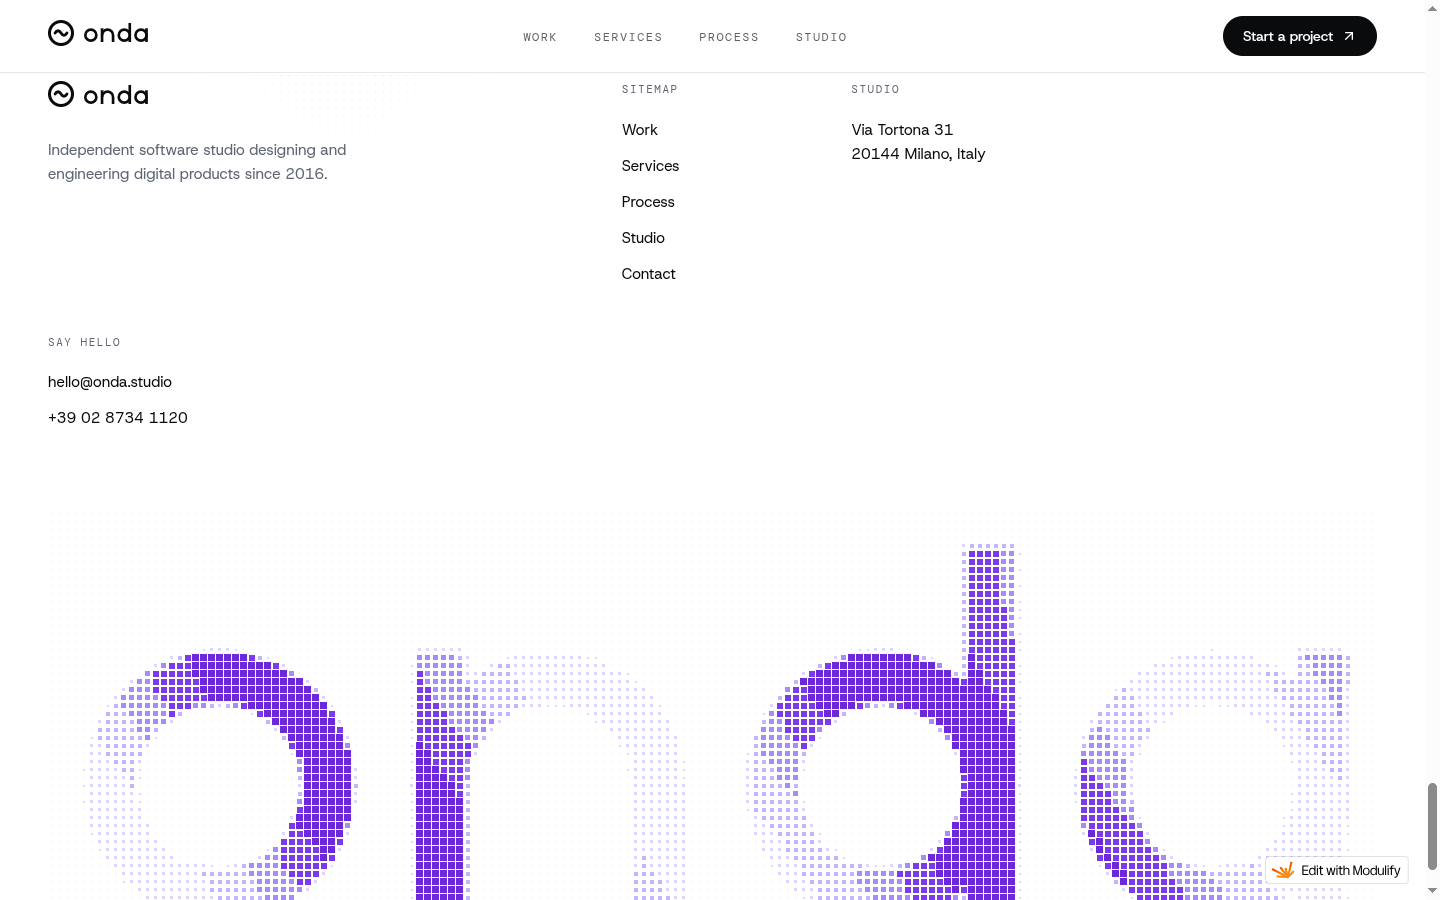 onda
WORK
SERVICES
PROCESS
STUDIO
Start a project
onda
Independent software studio designing and
engineering digital products since 2016.
SITEMAP
Work
Services
Process
Studio
Contact
STUDIO
Via Tortona 31
20144 Milano, Italy
SAY HELLO
hello@onda.studio
+39 02 8734 1120
onda
Edit with Modulify